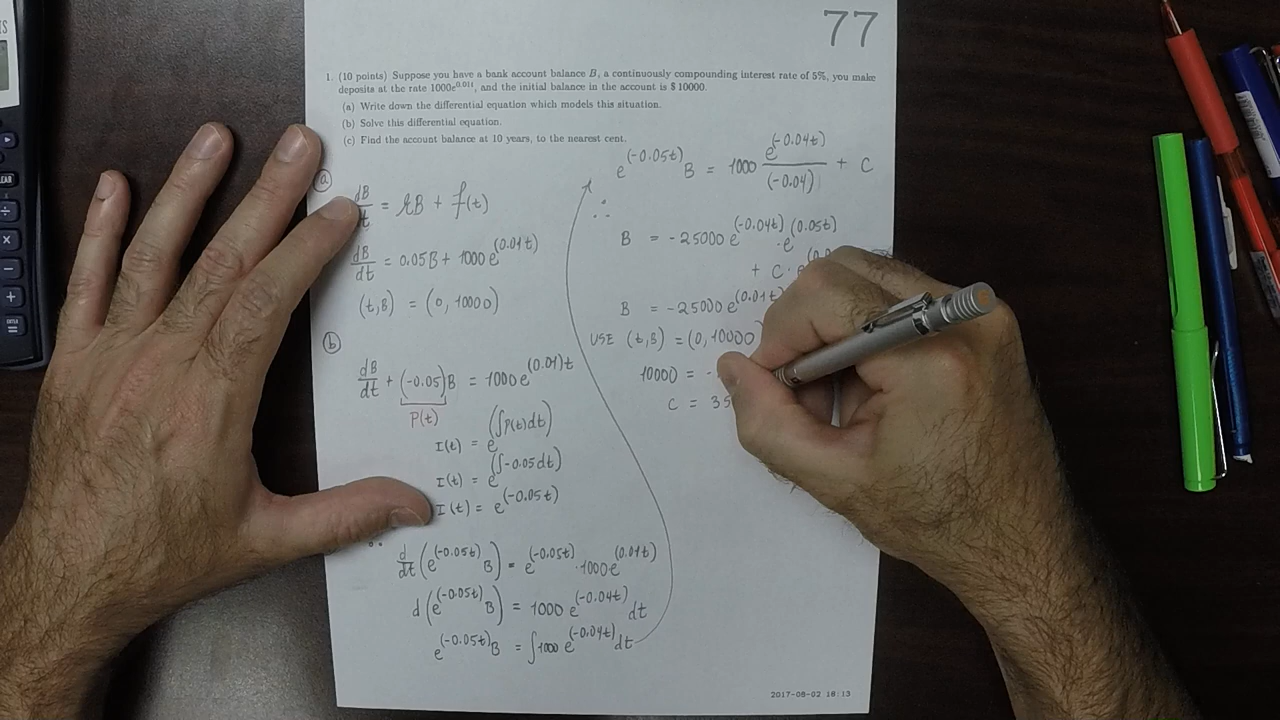 77
1. (10 points) Suppose you have a bank account balance B, a continuously compounding interest rate of 5%, you make
deposits at the rate 1000e^0.01t, and the initial balance in the account is $ 10000.
(a) Write down the differential equation which models this situation.
(b) Solve this differential equation.
(c) Find the account balance at 10 years, to the nearest cent.
(a)
dB/dt = rB + f(t)
dB/dt = 0.05B + 1000 e^(0.01t)
(t,B) = (0, 10000)
(b)
dB/dt + (-0.05)B = 1000 e^(0.01)t
P(t)
I(t) = e^(∫p(t)dt)
I(t) = e^(∫-0.05dt)
I(t) = e^(-0.05t)
d/dt (e^(-0.05t) B) = e^(-0.05t) · 1000 e^(0.01t)
d (e^(-0.05t) B) = 1000 e^(-0.04t) dt
e^(-0.05t) B = ∫1000 e^(-0.04t) dt
e^(-0.05t) B = 1000 e^(-0.04t)/(-0.04) + C
∴
B = -25000 e^(-0.04t) · e^(0.05t)
+ C ·
B = -25000 e^(0.01t)
USE (t,B) = (0, 10000)
10000 = -
C = 35
2017-08-02 16:13
CLEAR
÷
×
−
+
ENTER
=